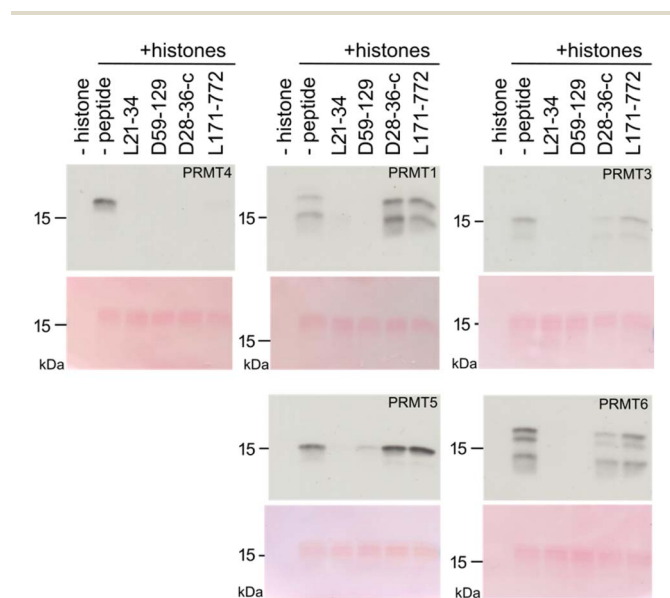 +histones +histones +histones
- histone - peptide L21-34 D59-129 D28-36-c L171-772 - histone - peptide L21-34 D59-129 D28-36-c L171-772 - histone - peptide L21-34 D59-129 D28-36-c L171-772
PRMT4 PRMT1 PRMT3
15 15 15
15 15 15
kDa kDa kDa
PRMT5 PRMT6
15 15
15 - 15
kDa kDa